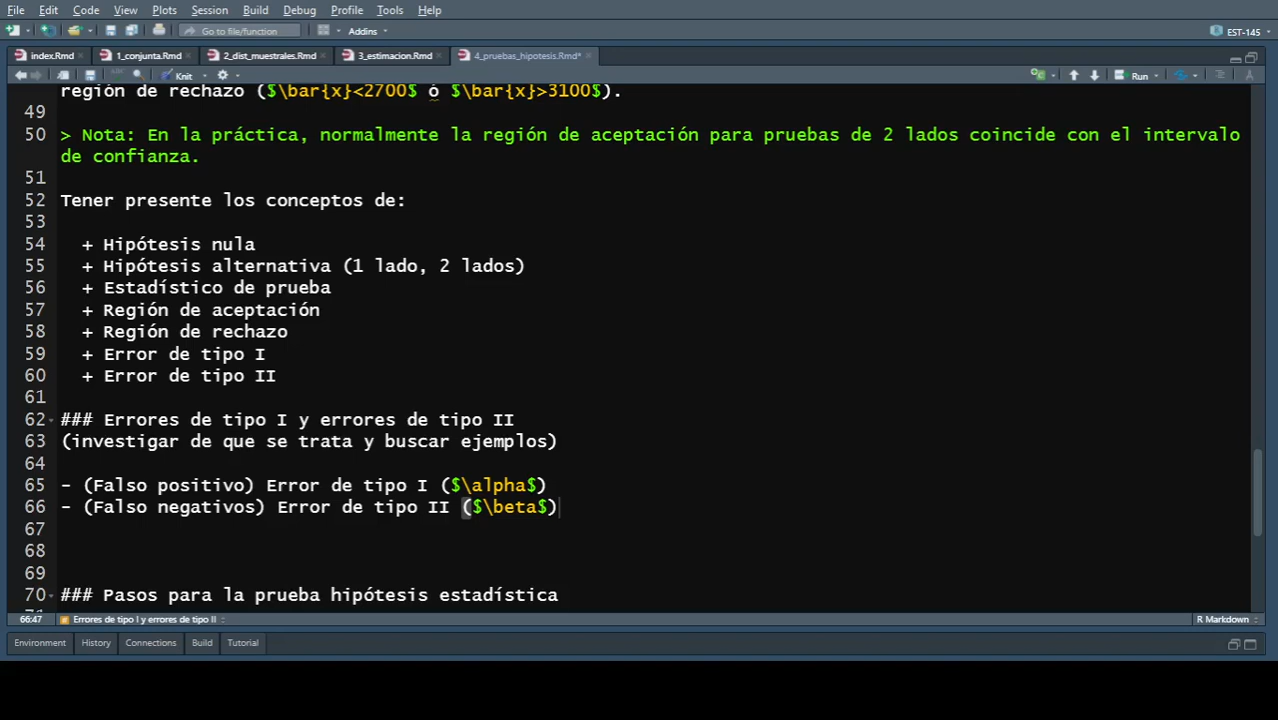 File Edit Code View Plots Session Build Debug Profile Tools Help
Go to file/function Addins EST-145
index.Rmd 1_conjunta.Rmd 2_dist_muestrales.Rmd 3_estimacion.Rmd 4_pruebas_hipotesis.Rmd*
Knit Run
región de rechazo ($\bar{x}<2700$ ó $\bar{x}>3100$).
49
50 > Nota: En la práctica, normalmente la región de aceptación para pruebas de 2 lados coincide con el intervalo
de confianza.
51
52 Tener presente los conceptos de:
53
54 + Hipótesis nula
55 + Hipótesis alternativa (1 lado, 2 lados)
56 + Estadístico de prueba
57 + Región de aceptación
58 + Región de rechazo
59 + Error de tipo I
60 + Error de tipo II
61
62 ### Errores de tipo I y errores de tipo II
63 (investigar de que se trata y buscar ejemplos)
64
65 - (Falso positivo) Error de tipo I ($\alpha$)
66 - (Falso negativos) Error de tipo II ($\beta$)
67
68
69
70 ### Pasos para la prueba hipótesis estadística
66:47 Errores de tipo I y errores de tipo II R Markdown
Environment History Connections Build Tutorial